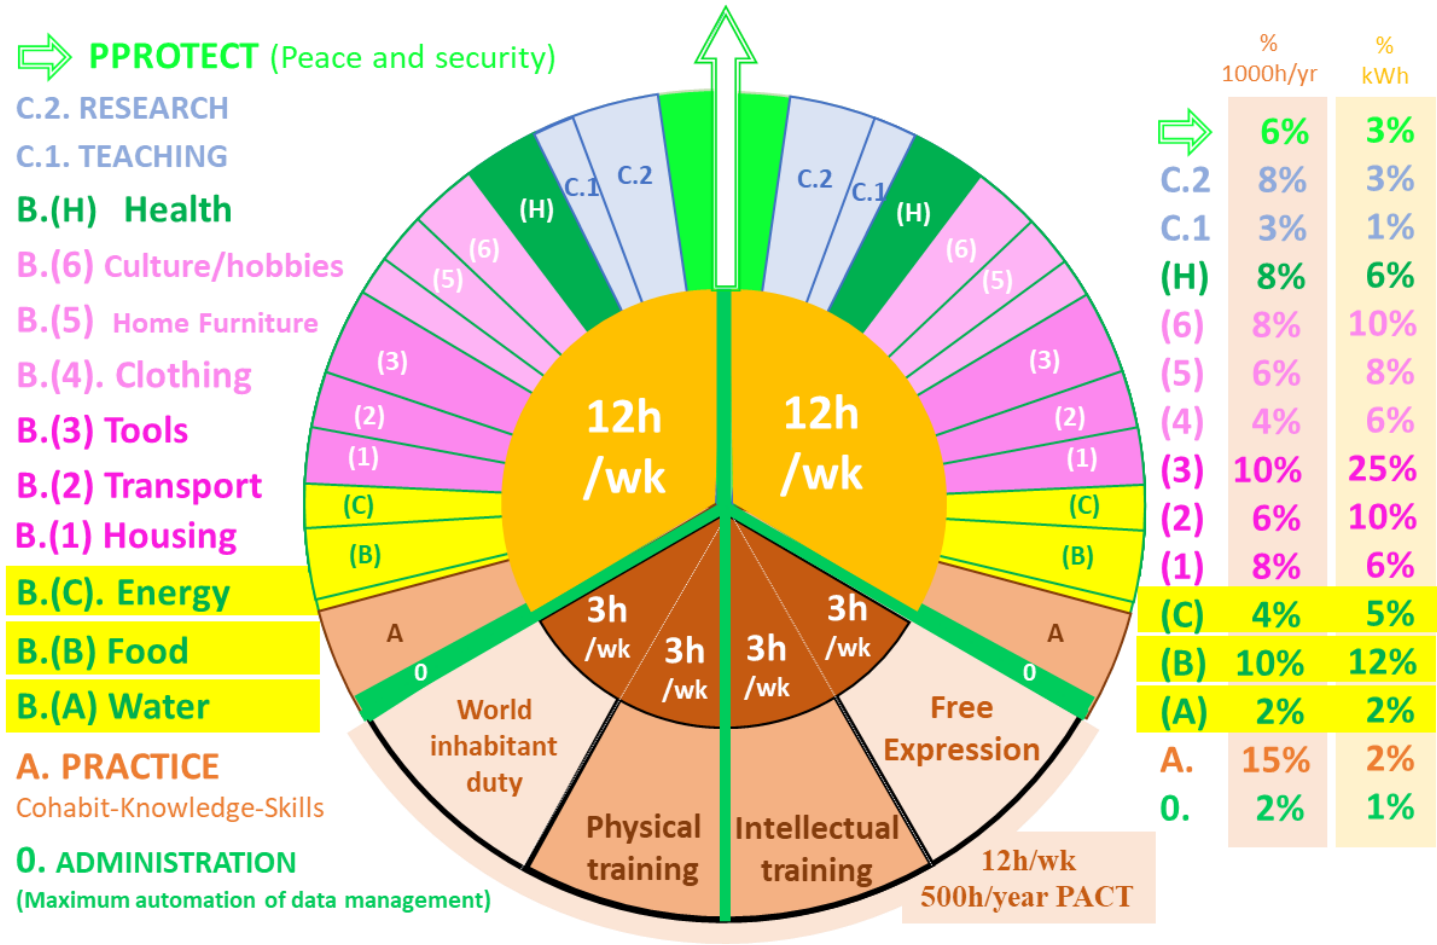 PPROTECT (Peace and security)
C.2. RESEARCH
C.1. TEACHING
B.(H) Health
B.(6) Culture/hobbies
B.(5) Home Furniture
B.(4). Clothing
B.(3) Tools
B.(2) Transport
B.(1) Housing
B.(C). Energy
B.(B) Food
B.(A) Water
A. PRACTICE
Cohabit-Knowledge-Skills
0. ADMINISTRATION
(Maximum automation of data management)
C.2
C.1
(H)
(6)
(5)
(3)
(2)
(1)
(C)
(B)
A
0
C.2
C.1
(H)
(6)
(5)
(3)
(2)
(1)
(C)
(B)
A
0
12h
/wk
12h
/wk
3h
/wk
3h
/wk
3h
/wk
3h
/wk
World
inhabitant
duty
Physical
training
Intellectual
training
Free
Expression
12h/wk
500h/year PACT
% %
1000h/yr kWh
6% 3%
C.2 8% 3%
C.1 3% 1%
(H) 8% 6%
(6) 8% 10%
(5) 6% 8%
(4) 4% 6%
(3) 10% 25%
(2) 6% 10%
(1) 8% 6%
(C) 4% 5%
(B) 10% 12%
(A) 2% 2%
A. 15% 2%
0. 2% 1%